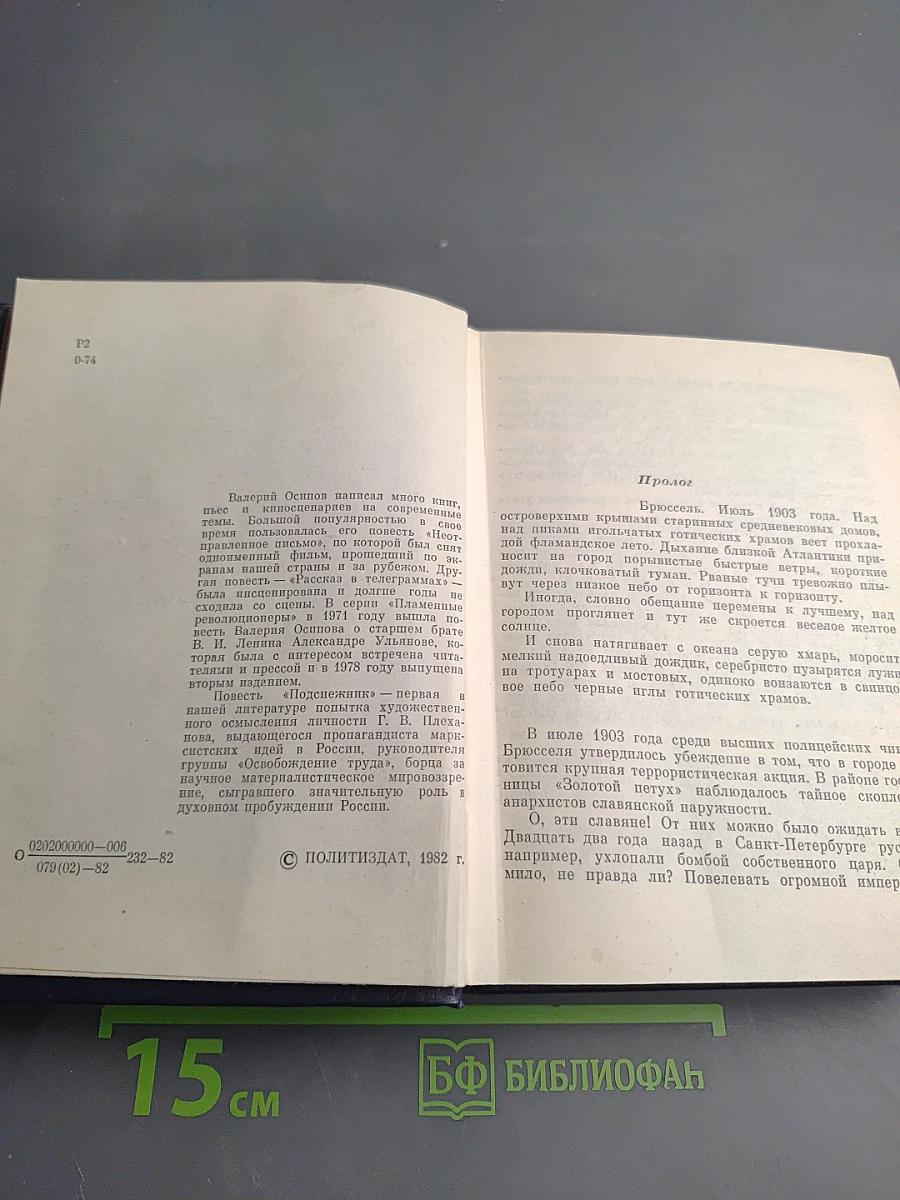 Р2
О-74
Валерий Осипов написал много книг,
пьес и киносценариев на современные
темы. Большой популярностью в свое
время пользовалась его повесть «Неот-
правленное письмо», по которой был снят
одноименный фильм, прошедший по эк-
ранам нашей страны и за рубежом. Дру-
гая повесть — «Рассказ в телеграммах» —
была инсценирована и долгие годы не
сходила со сцены. В серии «Пламенные
революционеры» в 1971 году вышла по-
весть Валерия Осипова о старшем брате
В. И. Ленина Александре Ульянове, ко-
торая была с интересом встречена чита-
телями и прессой и в 1978 году выпущена
вторым изданием.
Повесть «Подснежник» — первая в
нашей литературе попытка художествен-
ного осмысления личности Г. В. Плеха-
нова, выдающегося пропагандиста марк-
систских идей в России, руководителя
группы «Освобождение труда», борца за
научное материалистическое мировоззре-
ние, сыгравшего значительную роль в
духовном пробуждении России.
О 0202000000—006 232—82
079(02)—82
© ПОЛИТИЗДАТ, 1982 г.
Пролог
Брюссель. Июль 1903 года. Над
островерхими крышами старинных средневековых домов,
над пиками игольчатых готических храмов веет прохла-
дой фламандское лето. Дыхание близкой Атлантики при-
носит на город порывистые быстрые ветры, короткие
дожди, клочковатый туман. Рваные тучи тревожно плы-
вут через низкое небо от горизонта к горизонту.
Иногда, словно обещание перемены к лучшему, над
городом проглянет и тут же скроется веселое желтое
солнце.
И снова натягивает с океана серую хмарь, моросит
мелкий надоедливый дождик, серебристо пузырятся лужи
на тротуарах и мостовых, одиноко вонзаются в свинцо
вое небо черные иглы готических храмов.
В июле 1903 года среди высших полицейских чин
Брюсселя утвердилось убеждение в том, что в городе
товится крупная террористическая акция. В районе гос
ницы «Золотой петух» наблюдалось тайное скопле
анархистов славянской наружности.
О, эти славяне! От них можно было ожидать в
Двадцать два года назад в Санкт-Петербурге рус
например, ухлопали бомбой собственного царя.
мило, не правда ли? Повелевать огромной импер
15 см
БФ БИБЛИОФАН